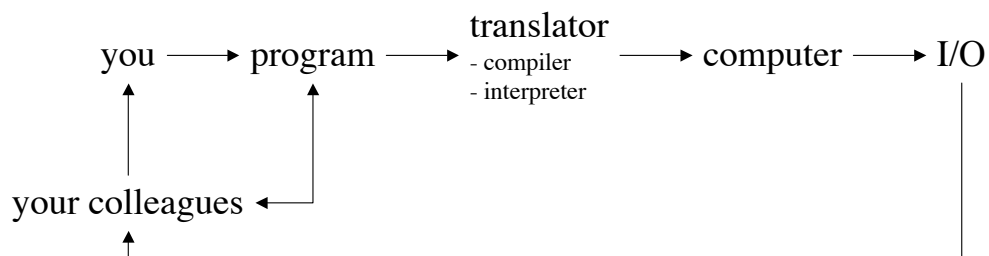 translator
you
program
- compiler
- interpreter
computer
I/O
your colleagues